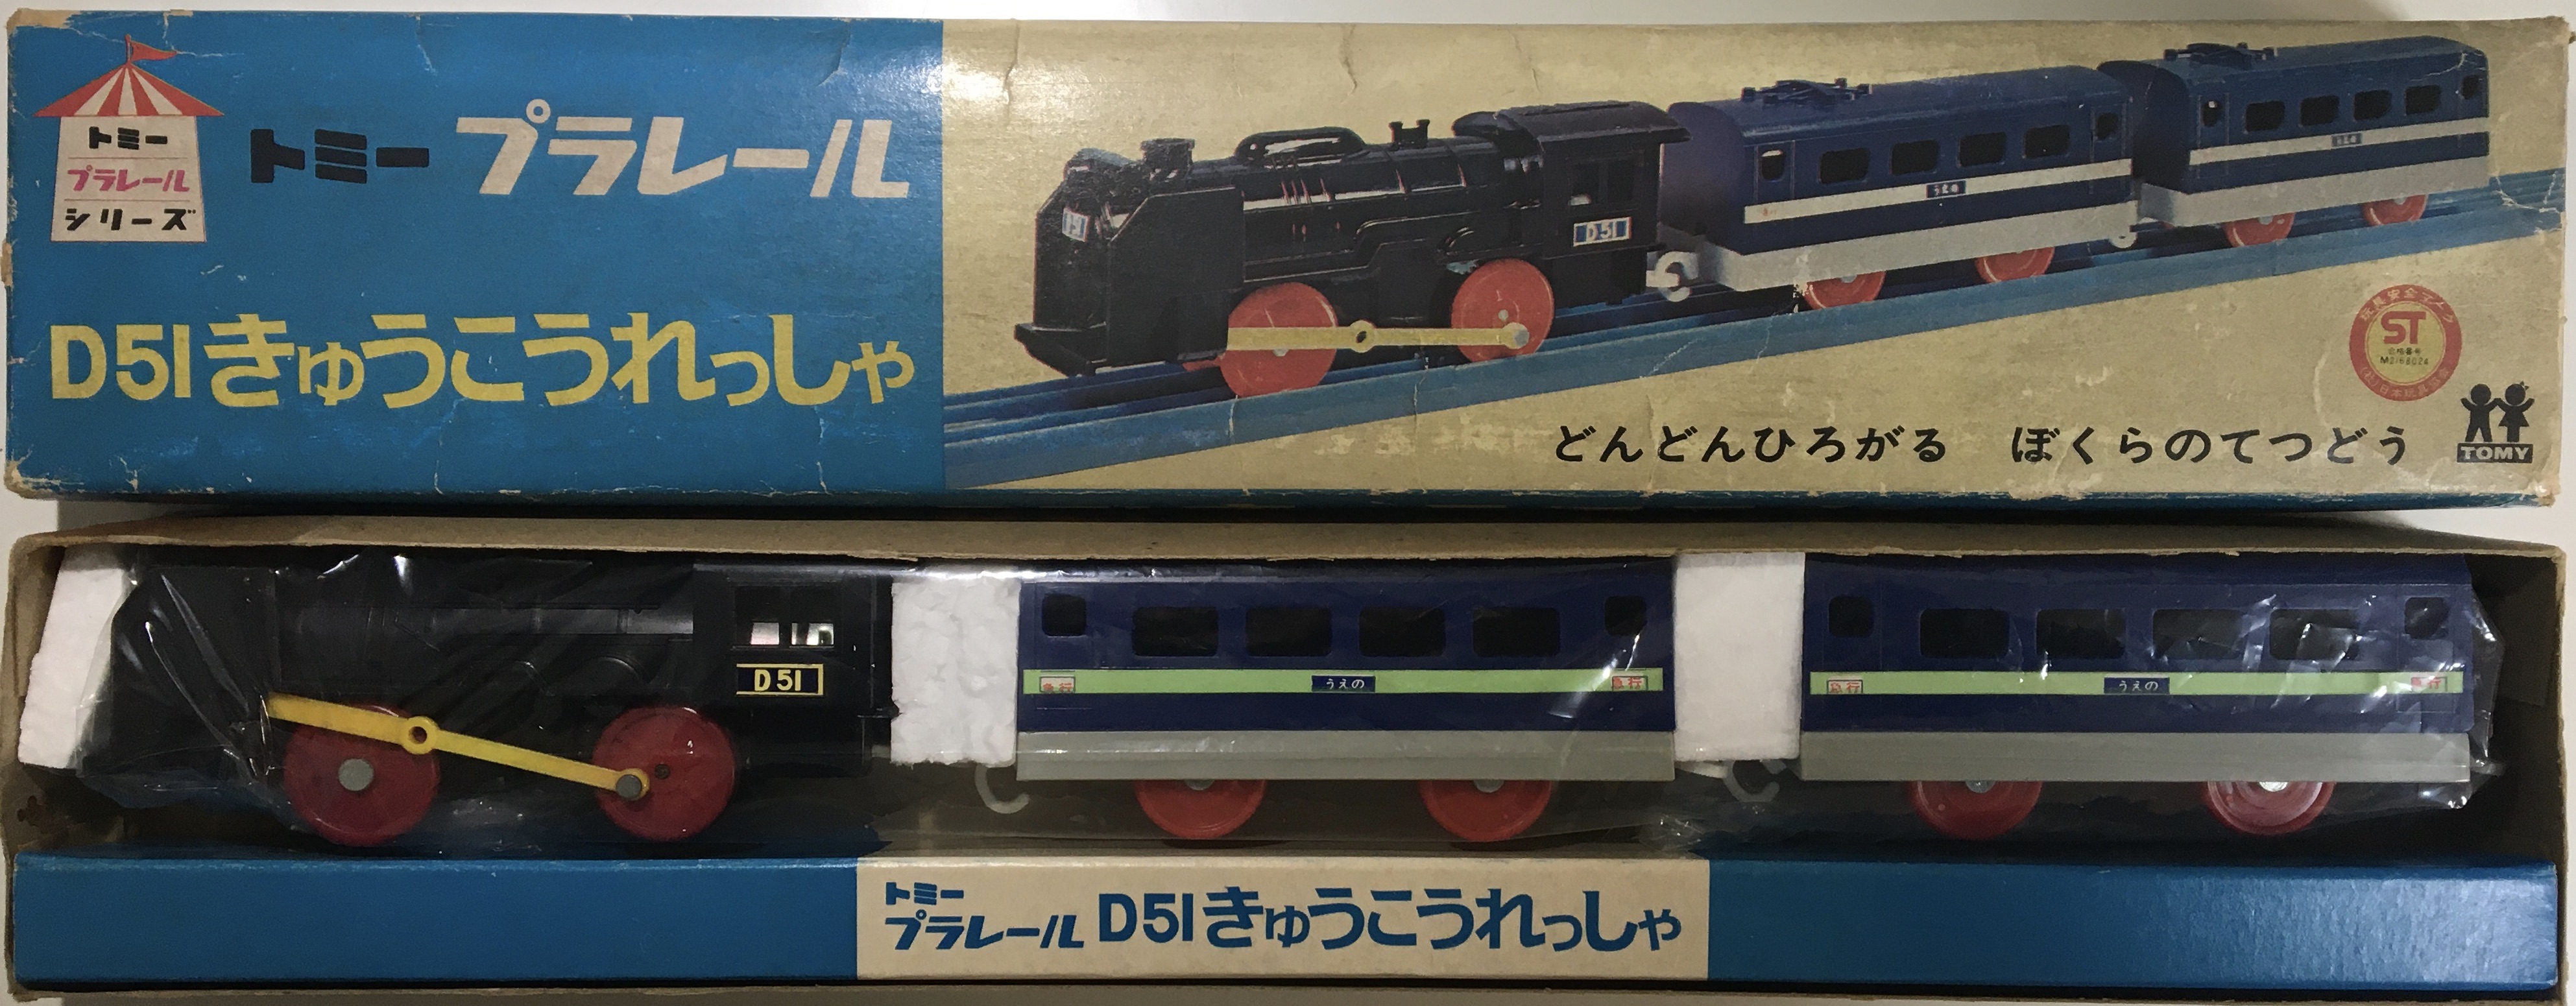 トミー
プラレール
シリーズ
トミー プラレール
D51きゅうこうれっしゃ
D51
うえの
ST
合格番号
どんどんひろがる ぼくらのてつどう
TOMY
D51
急行 うえの 急行
急行 うえの 急行
トミー
プラレール D51きゅうこうれっしゃ